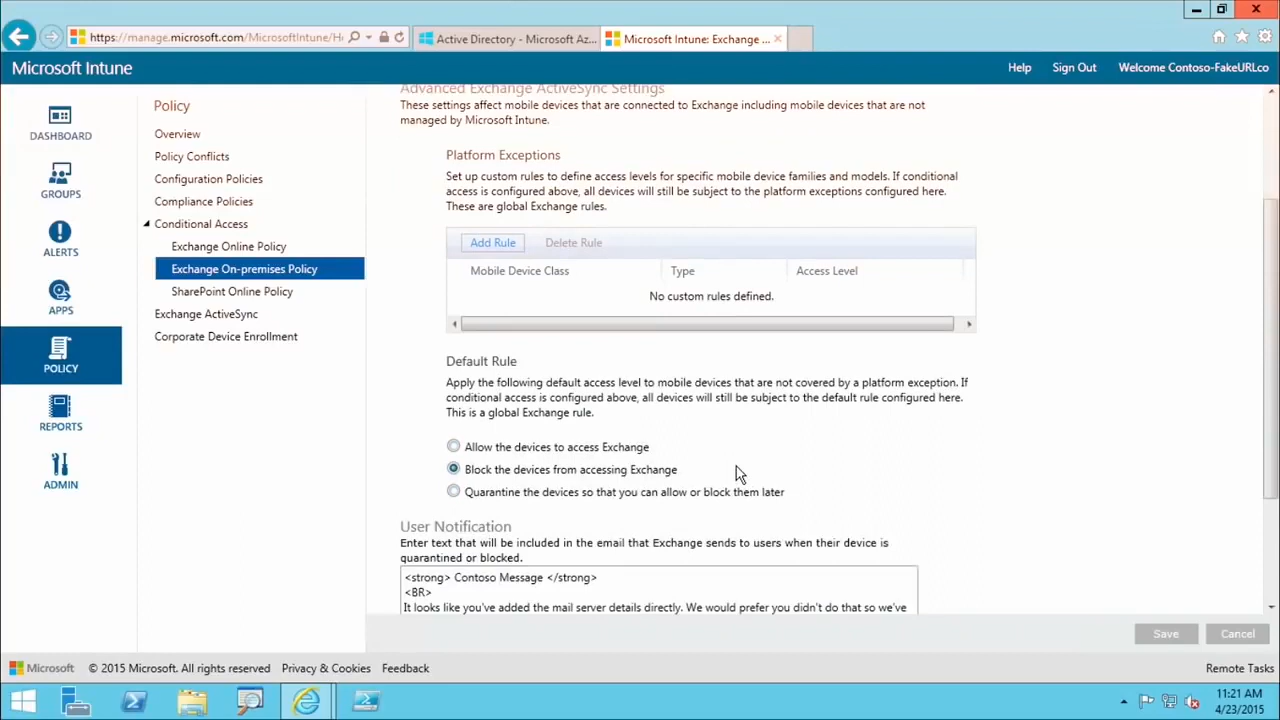 https://manage.microsoft.com/MicrosoftIntune/Ho
Active Directory - Microsoft Az...
Microsoft Intune: Exchange ...
Microsoft Intune
Help
Sign Out
Welcome Contoso-FakeURLco
DASHBOARD
GROUPS
ALERTS
APPS
POLICY
REPORTS
ADMIN
Policy
Overview
Policy Conflicts
Configuration Policies
Compliance Policies
Conditional Access
Exchange Online Policy
Exchange On-premises Policy
SharePoint Online Policy
Exchange ActiveSync
Corporate Device Enrollment
Advanced Exchange ActiveSync Settings
These settings affect mobile devices that are connected to Exchange including mobile devices that are not
managed by Microsoft Intune.
Platform Exceptions
Set up custom rules to define access levels for specific mobile device families and models. If conditional
access is configured above, all devices will still be subject to the platform exceptions configured here.
These are global Exchange rules.
Add Rule
Delete Rule
Mobile Device Class
Type
Access Level
No custom rules defined.
Default Rule
Apply the following default access level to mobile devices that are not covered by a platform exception. If
conditional access is configured above, all devices will still be subject to the default rule configured here.
This is a global Exchange rule.
Allow the devices to access Exchange
Block the devices from accessing Exchange
Quarantine the devices so that you can allow or block them later
User Notification
Enter text that will be included in the email that Exchange sends to users when their device is
quarantined or blocked.
<strong> Contoso Message </strong>
<BR>
It looks like you've added the mail server details directly. We would prefer you didn't do that so we've
Save
Cancel
Microsoft
© 2015 Microsoft. All rights reserved
Privacy & Cookies
Feedback
Remote Tasks
11:21 AM
4/23/2015